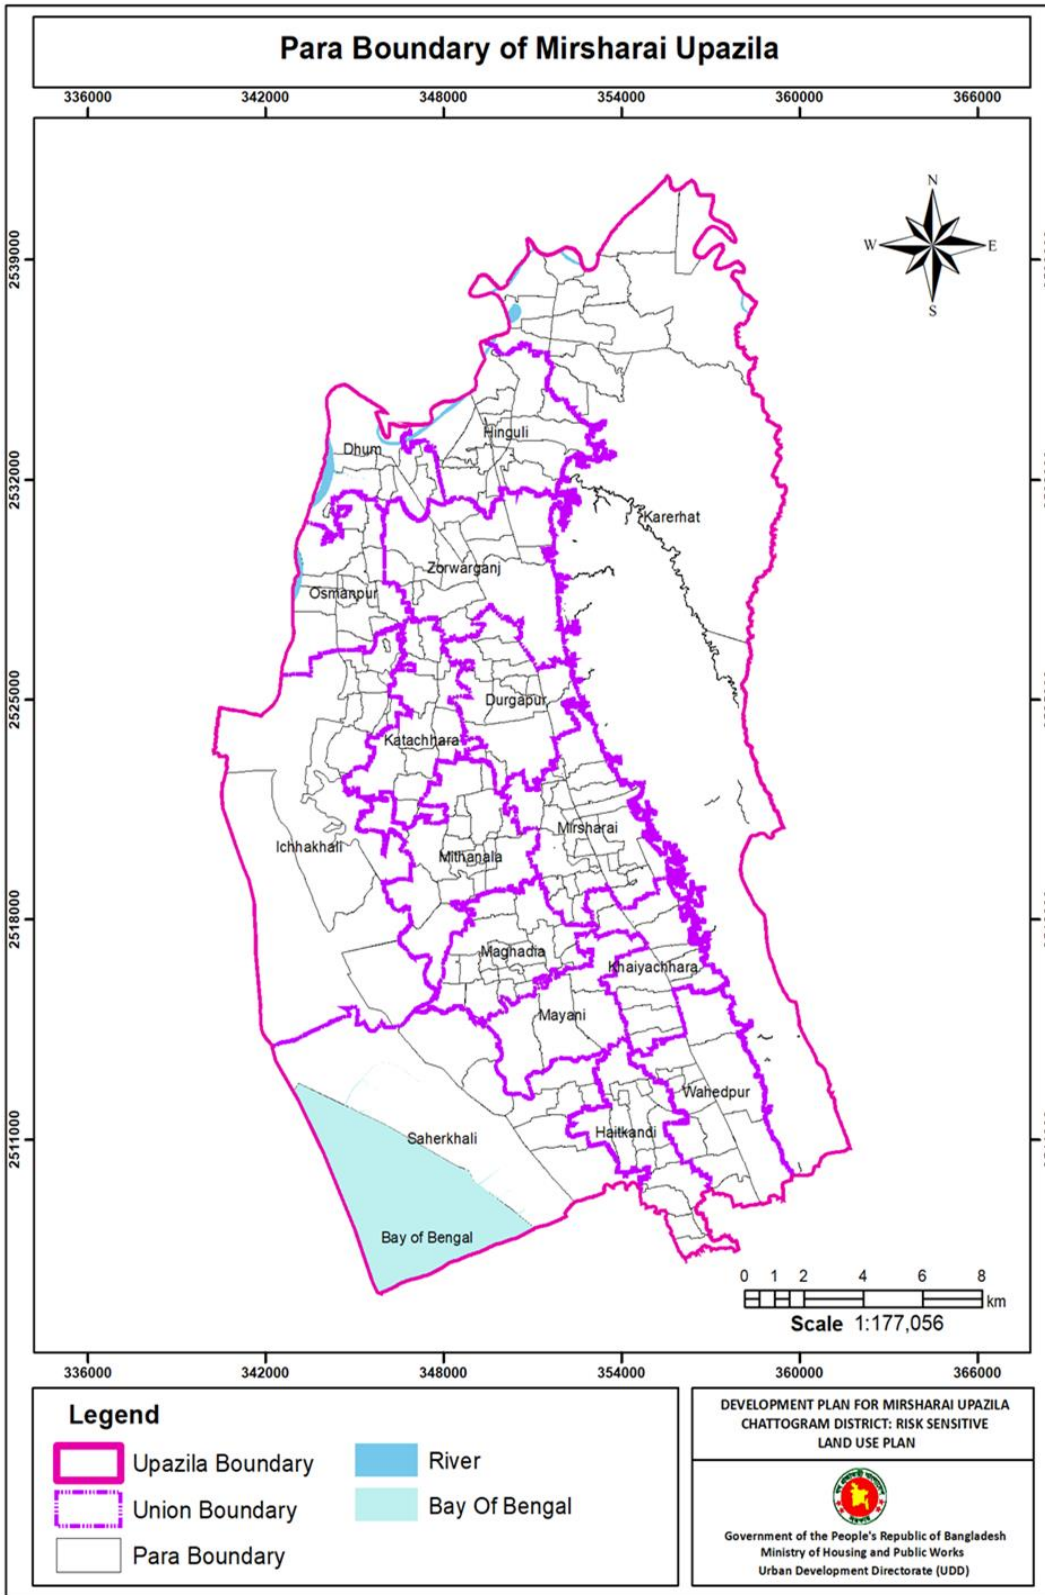 Para Boundary of Mirsharai Upazila
336000 342000 348000 354000 360000 366000
N
W E
S
2539000
2532000
2525000
2518000
2511000
Dhum
Hinguli
Karerhat
Zorwarganj
Osmanpur
Durgapur
Katachhara
Mirsharai
Ichhakhali
Mithanala
Maghadia
Khaiyachhara
Mayani
Wahedpur
Haitkandi
Saherkhali
Bay of Bengal
0 1 2 4 6 8
km
Scale 1:177,056
336000 342000 348000 354000 360000 366000
Legend
Upazila Boundary
Union Boundary
Para Boundary
River
Bay Of Bengal
DEVELOPMENT PLAN FOR MIRSHARAI UPAZILA
CHATTOGRAM DISTRICT: RISK SENSITIVE
LAND USE PLAN
Government of the People's Republic of Bangladesh
Ministry of Housing and Public Works
Urban Development Directorate (UDD)